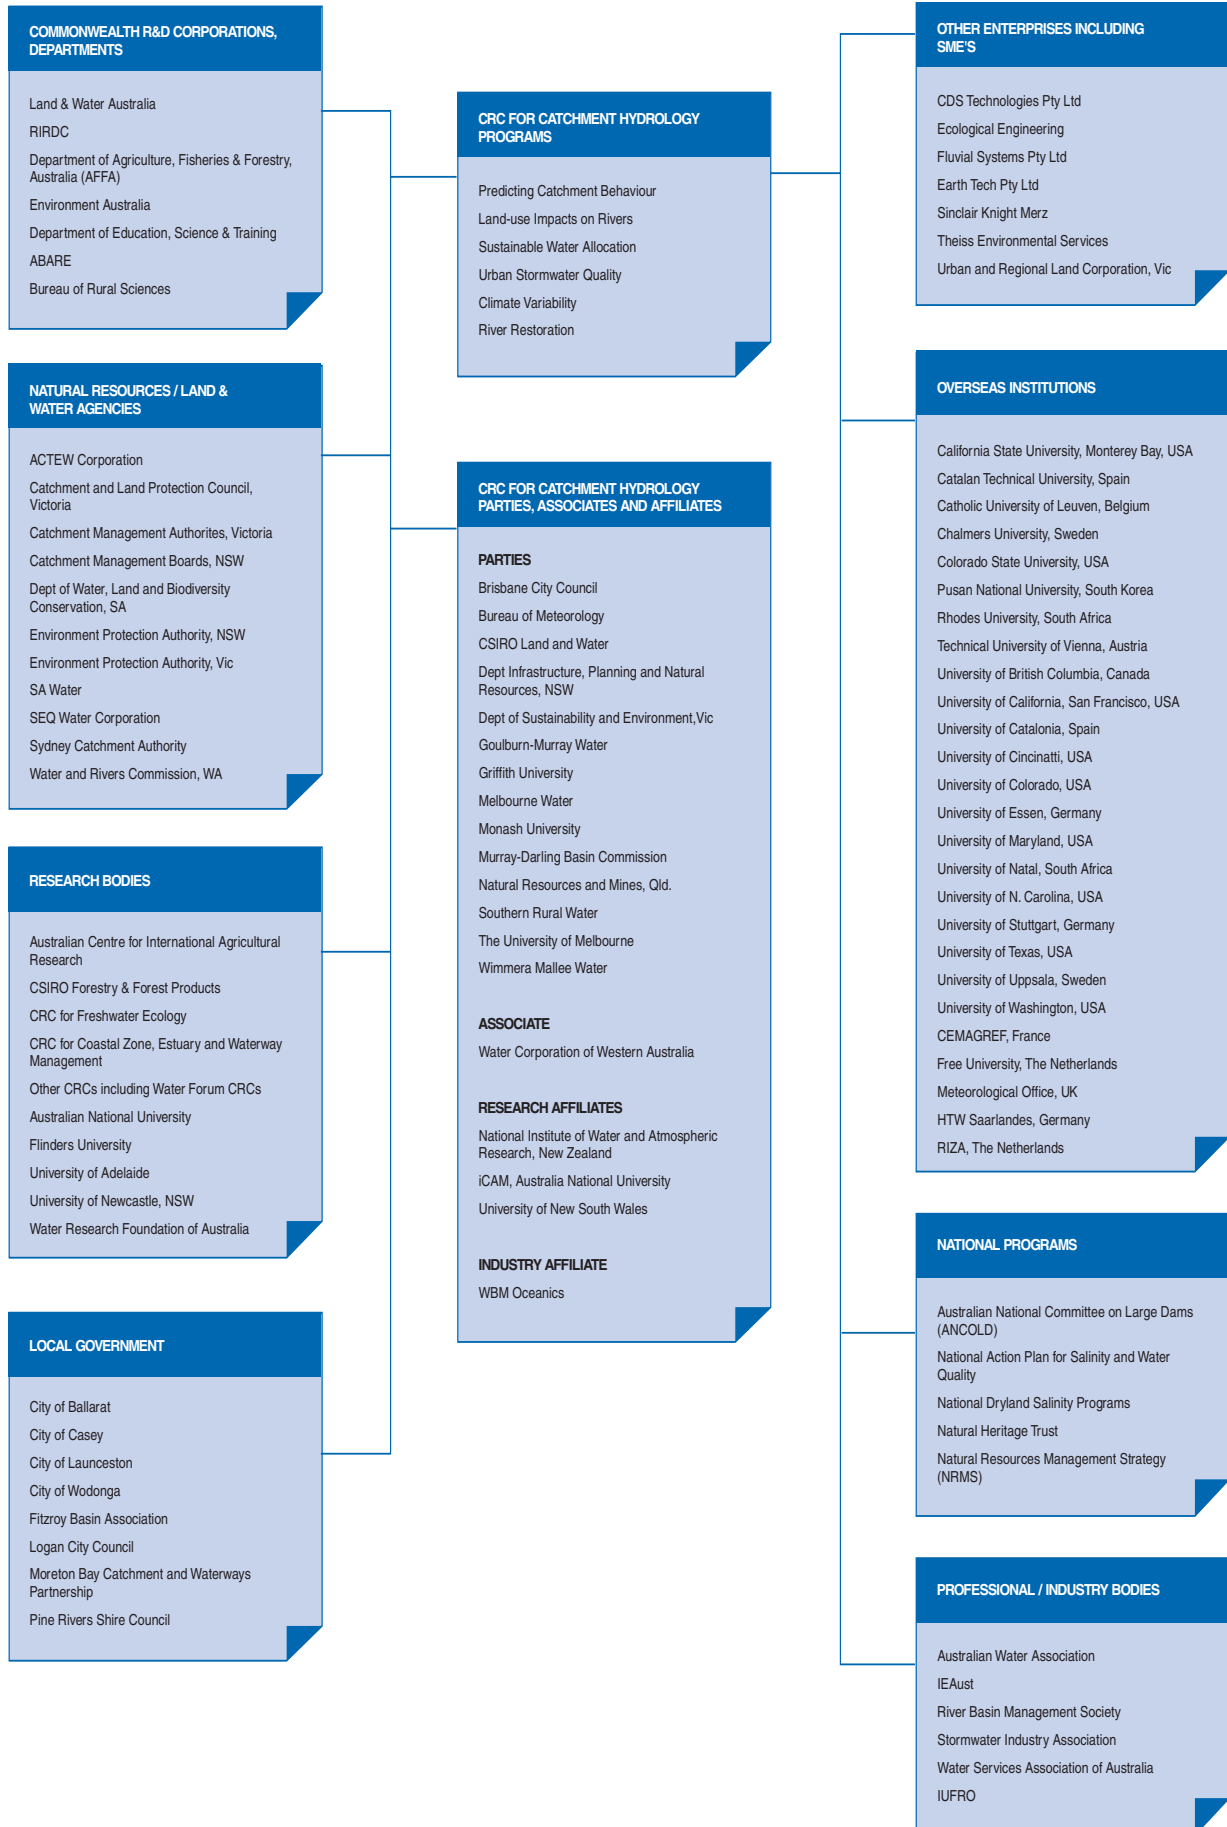 COMMONWEALTH R&D CORPORATIONS,
DEPARTMENTS
Land & Water Australia
RIRDC
Department of Agriculture, Fisheries & Forestry,
Australia (AFFA)
Environment Australia
Department of Education, Science & Training
ABARE
Bureau of Rural Sciences
NATURAL RESOURCES / LAND &
WATER AGENCIES
ACTEW Corporation
Catchment and Land Protection Council,
Victoria
Catchment Management Authorites, Victoria
Catchment Management Boards, NSW
Dept of Water, Land and Biodiversity
Conservation, SA
Environment Protection Authority, NSW
Environment Protection Authority, Vic
SA Water
SEQ Water Corporation
Sydney Catchment Authority
Water and Rivers Commission, WA
RESEARCH BODIES
Australian Centre for International Agricultural
Research
CSIRO Forestry & Forest Products
CRC for Freshwater Ecology
CRC for Coastal Zone, Estuary and Waterway
Management
Other CRCs including Water Forum CRCs
Australian National University
Flinders University
University of Adelaide
University of Newcastle, NSW
Water Research Foundation of Australia
LOCAL GOVERNMENT
City of Ballarat
City of Casey
City of Launceston
City of Wodonga
Fitzroy Basin Association
Logan City Council
Moreton Bay Catchment and Waterways
Partnership
Pine Rivers Shire Council
CRC FOR CATCHMENT HYDROLOGY
PROGRAMS
Predicting Catchment Behaviour
Land-use Impacts on Rivers
Sustainable Water Allocation
Urban Stormwater Quality
Climate Variability
River Restoration
CRC FOR CATCHMENT HYDROLOGY
PARTIES, ASSOCIATES AND AFFILIATES
PARTIES
Brisbane City Council
Bureau of Meteorology
CSIRO Land and Water
Dept Infrastructure, Planning and Natural
Resources, NSW
Dept of Sustainability and Environment,Vic
Goulburn-Murray Water
Griffith University
Melbourne Water
Monash University
Murray-Darling Basin Commission
Natural Resources and Mines, Qld.
Southern Rural Water
The University of Melbourne
Wimmera Mallee Water
ASSOCIATE
Water Corporation of Western Australia
RESEARCH AFFILIATES
National Institute of Water and Atmospheric
Research, New Zealand
iCAM, Australia National University
University of New South Wales
INDUSTRY AFFILIATE
WBM Oceanics
OTHER ENTERPRISES INCLUDING
SME'S
CDS Technologies Pty Ltd
Ecological Engineering
Fluvial Systems Pty Ltd
Earth Tech Pty Ltd
Sinclair Knight Merz
Theiss Environmental Services
Urban and Regional Land Corporation, Vic
OVERSEAS INSTITUTIONS
California State University, Monterey Bay, USA
Catalan Technical University, Spain
Catholic University of Leuven, Belgium
Chalmers University, Sweden
Colorado State University, USA
Pusan National University, South Korea
Rhodes University, South Africa
Technical University of Vienna, Austria
University of British Columbia, Canada
University of California, San Francisco, USA
University of Catalonia, Spain
University of Cincinatti, USA
University of Colorado, USA
University of Essen, Germany
University of Maryland, USA
University of Natal, South Africa
University of N. Carolina, USA
University of Stuttgart, Germany
University of Texas, USA
University of Uppsala, Sweden
University of Washington, USA
CEMAGREF, France
Free University, The Netherlands
Meteorological Office, UK
HTW Saarlandes, Germany
RIZA, The Netherlands
NATIONAL PROGRAMS
Australian National Committee on Large Dams
(ANCOLD)
National Action Plan for Salinity and Water
Quality
National Dryland Salinity Programs
Natural Heritage Trust
Natural Resources Management Strategy
(NRMS)
PROFESSIONAL / INDUSTRY BODIES
Australian Water Association
IEAust
River Basin Management Society
Stormwater Industry Association
Water Services Association of Australia
IUFRO